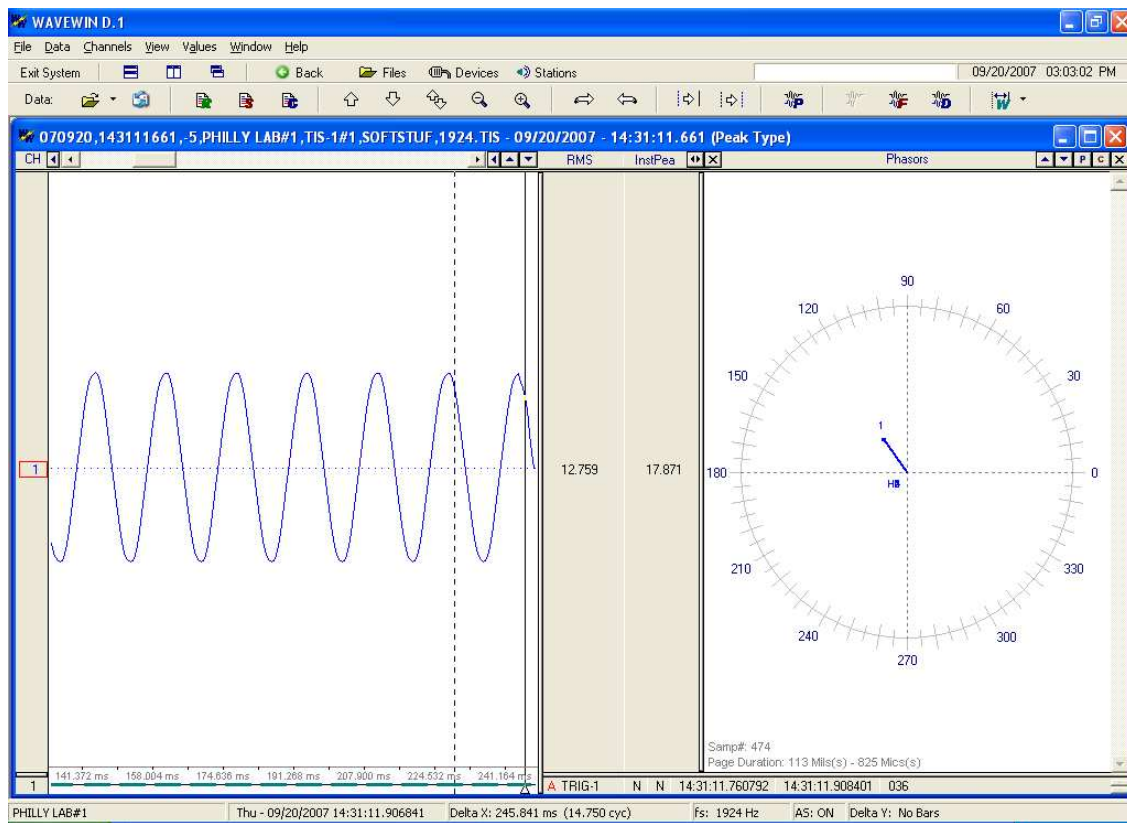 WAVEWIN D.1
File Data Channels View Values Window Help
Exit System Back Files Devices Stations 09/20/2007 03:03:02 PM
Data:
070920,143111661,-5,PHILLY LAB#1,TIS-1#1,SOFTSTUF,1924.TIS - 09/20/2007 - 14:31:11.661 (Peak Type)
CH RMS InstPea Phasors P C
90
120 60
150 30
1
1 12.759 17.871 180 0
210 330
240 300
270
Samp#: 474
Page Duration: 113 Mils(s) - 825 Mics(s)
141.372 ms 158.004 ms 174.636 ms 191.268 ms 207.900 ms 224.532 ms 241.164 ms
1 A TRIG-1 N N 14:31:11.760792 14:31:11.908401 036
PHILLY LAB#1 Thu - 09/20/2007 14:31:11.906841 Delta X: 245.841 ms (14.750 cyc) fs: 1924 Hz AS: ON Delta Y: No Bars